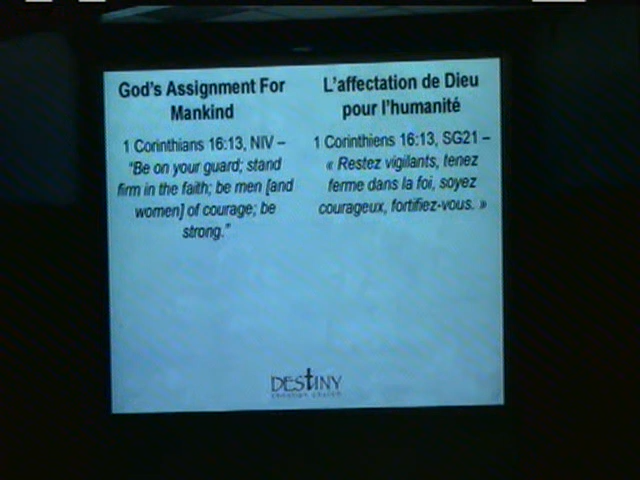 God's Assignment For
Mankind
1 Corinthians 16:13, NIV –
"Be on your guard; stand
firm in the faith; be men [and
women] of courage; be
strong."
L'affectation de Dieu
pour l'humanité
1 Corinthiens 16:13, SG21 –
« Restez vigilants, tenez
ferme dans la foi, soyez
courageux, fortifiez-vous. »
DESTINY
christian church